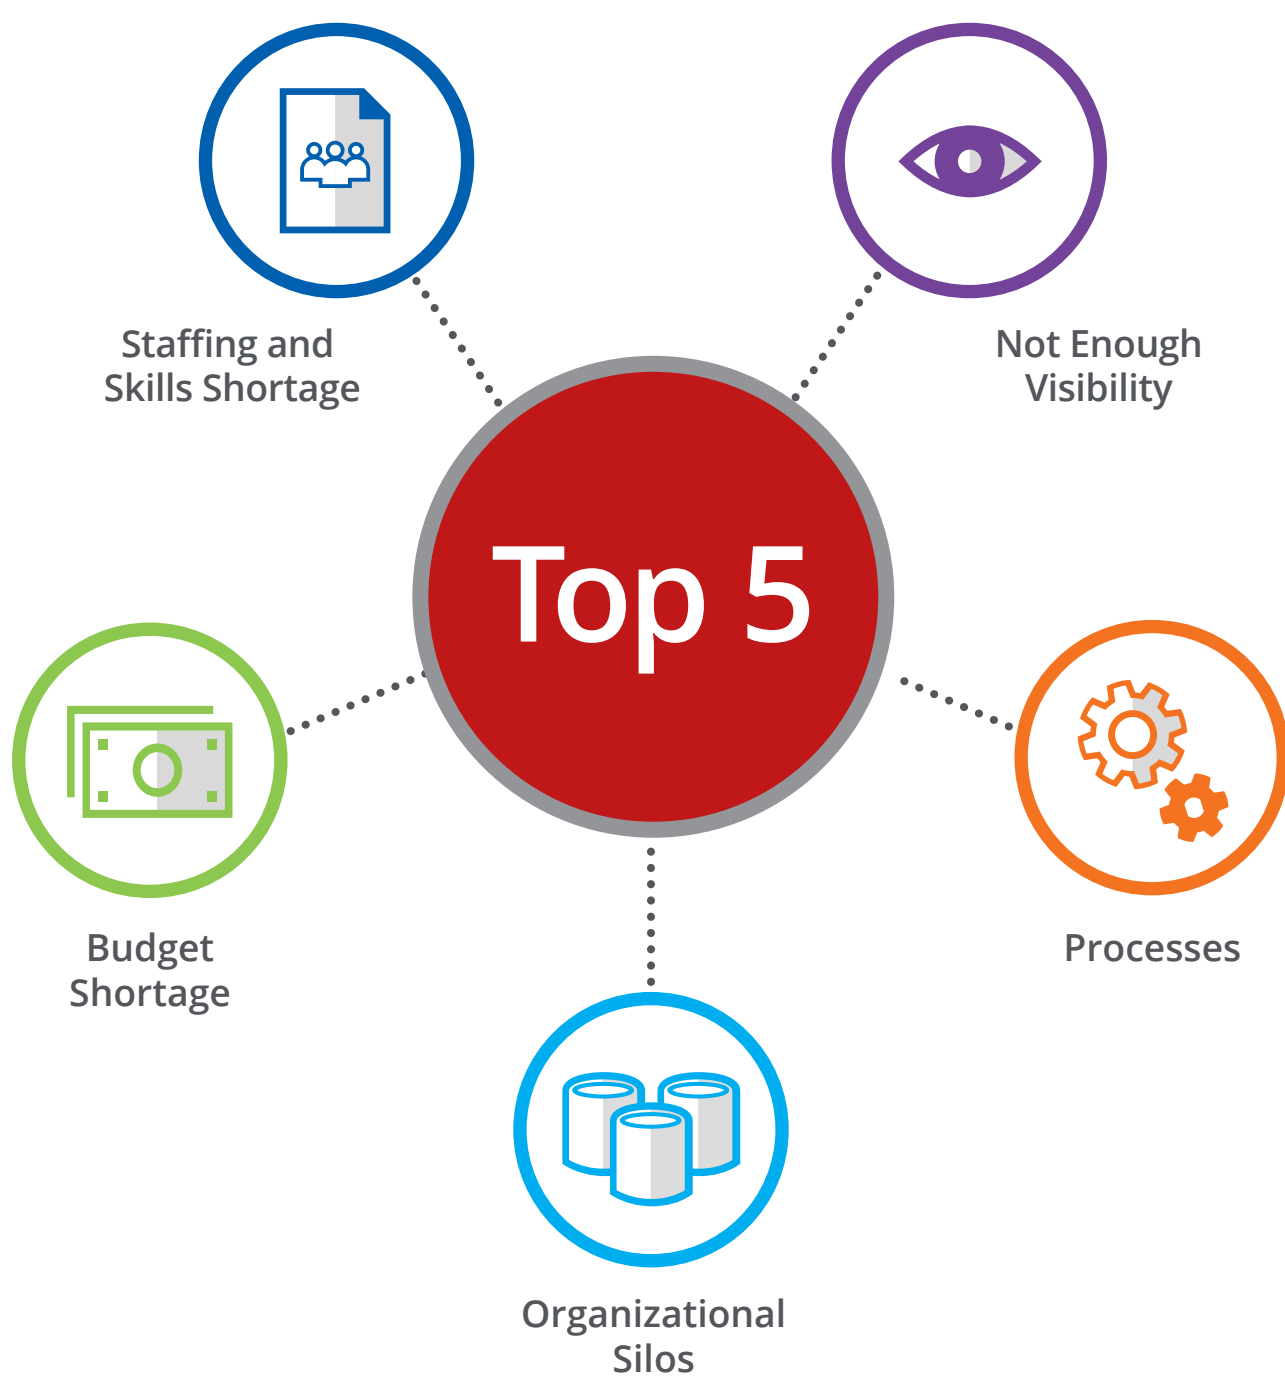 Staffing and
Skills Shortage
Not Enough
Visibility
Top 5
Budget
Shortage
Processes
Organizational
Silos